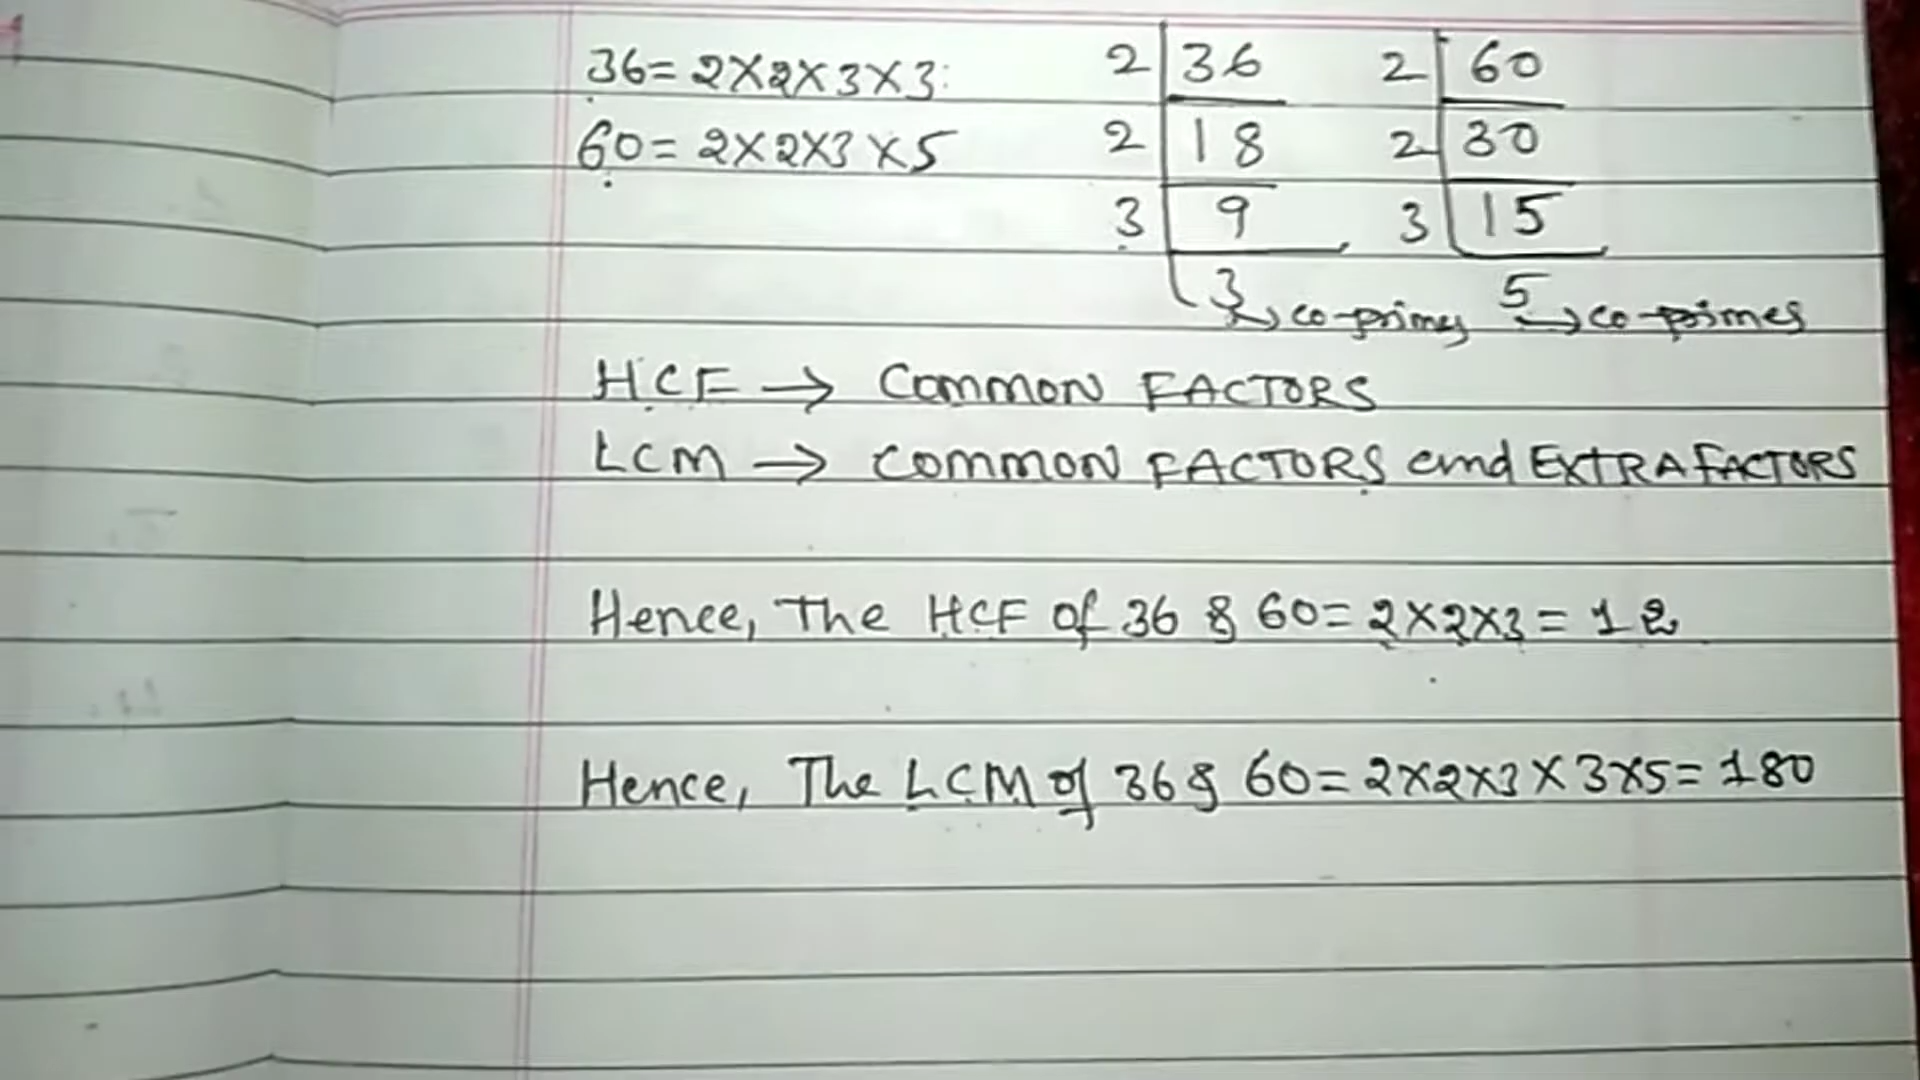 36= 2×2×3×3
60= 2×2×3×5
2 36 2 60
2 18 2 30
3 9 3 15
3 → co-primes 5 → co-primes
HCF → Common FACTORS
LCM → COMMON FACTORS and EXTRA FACTORS
Hence, The HCF of 36 & 60= 2×2×3= 12
Hence, The LCM of 36 & 60= 2×2×3×3×5= 180